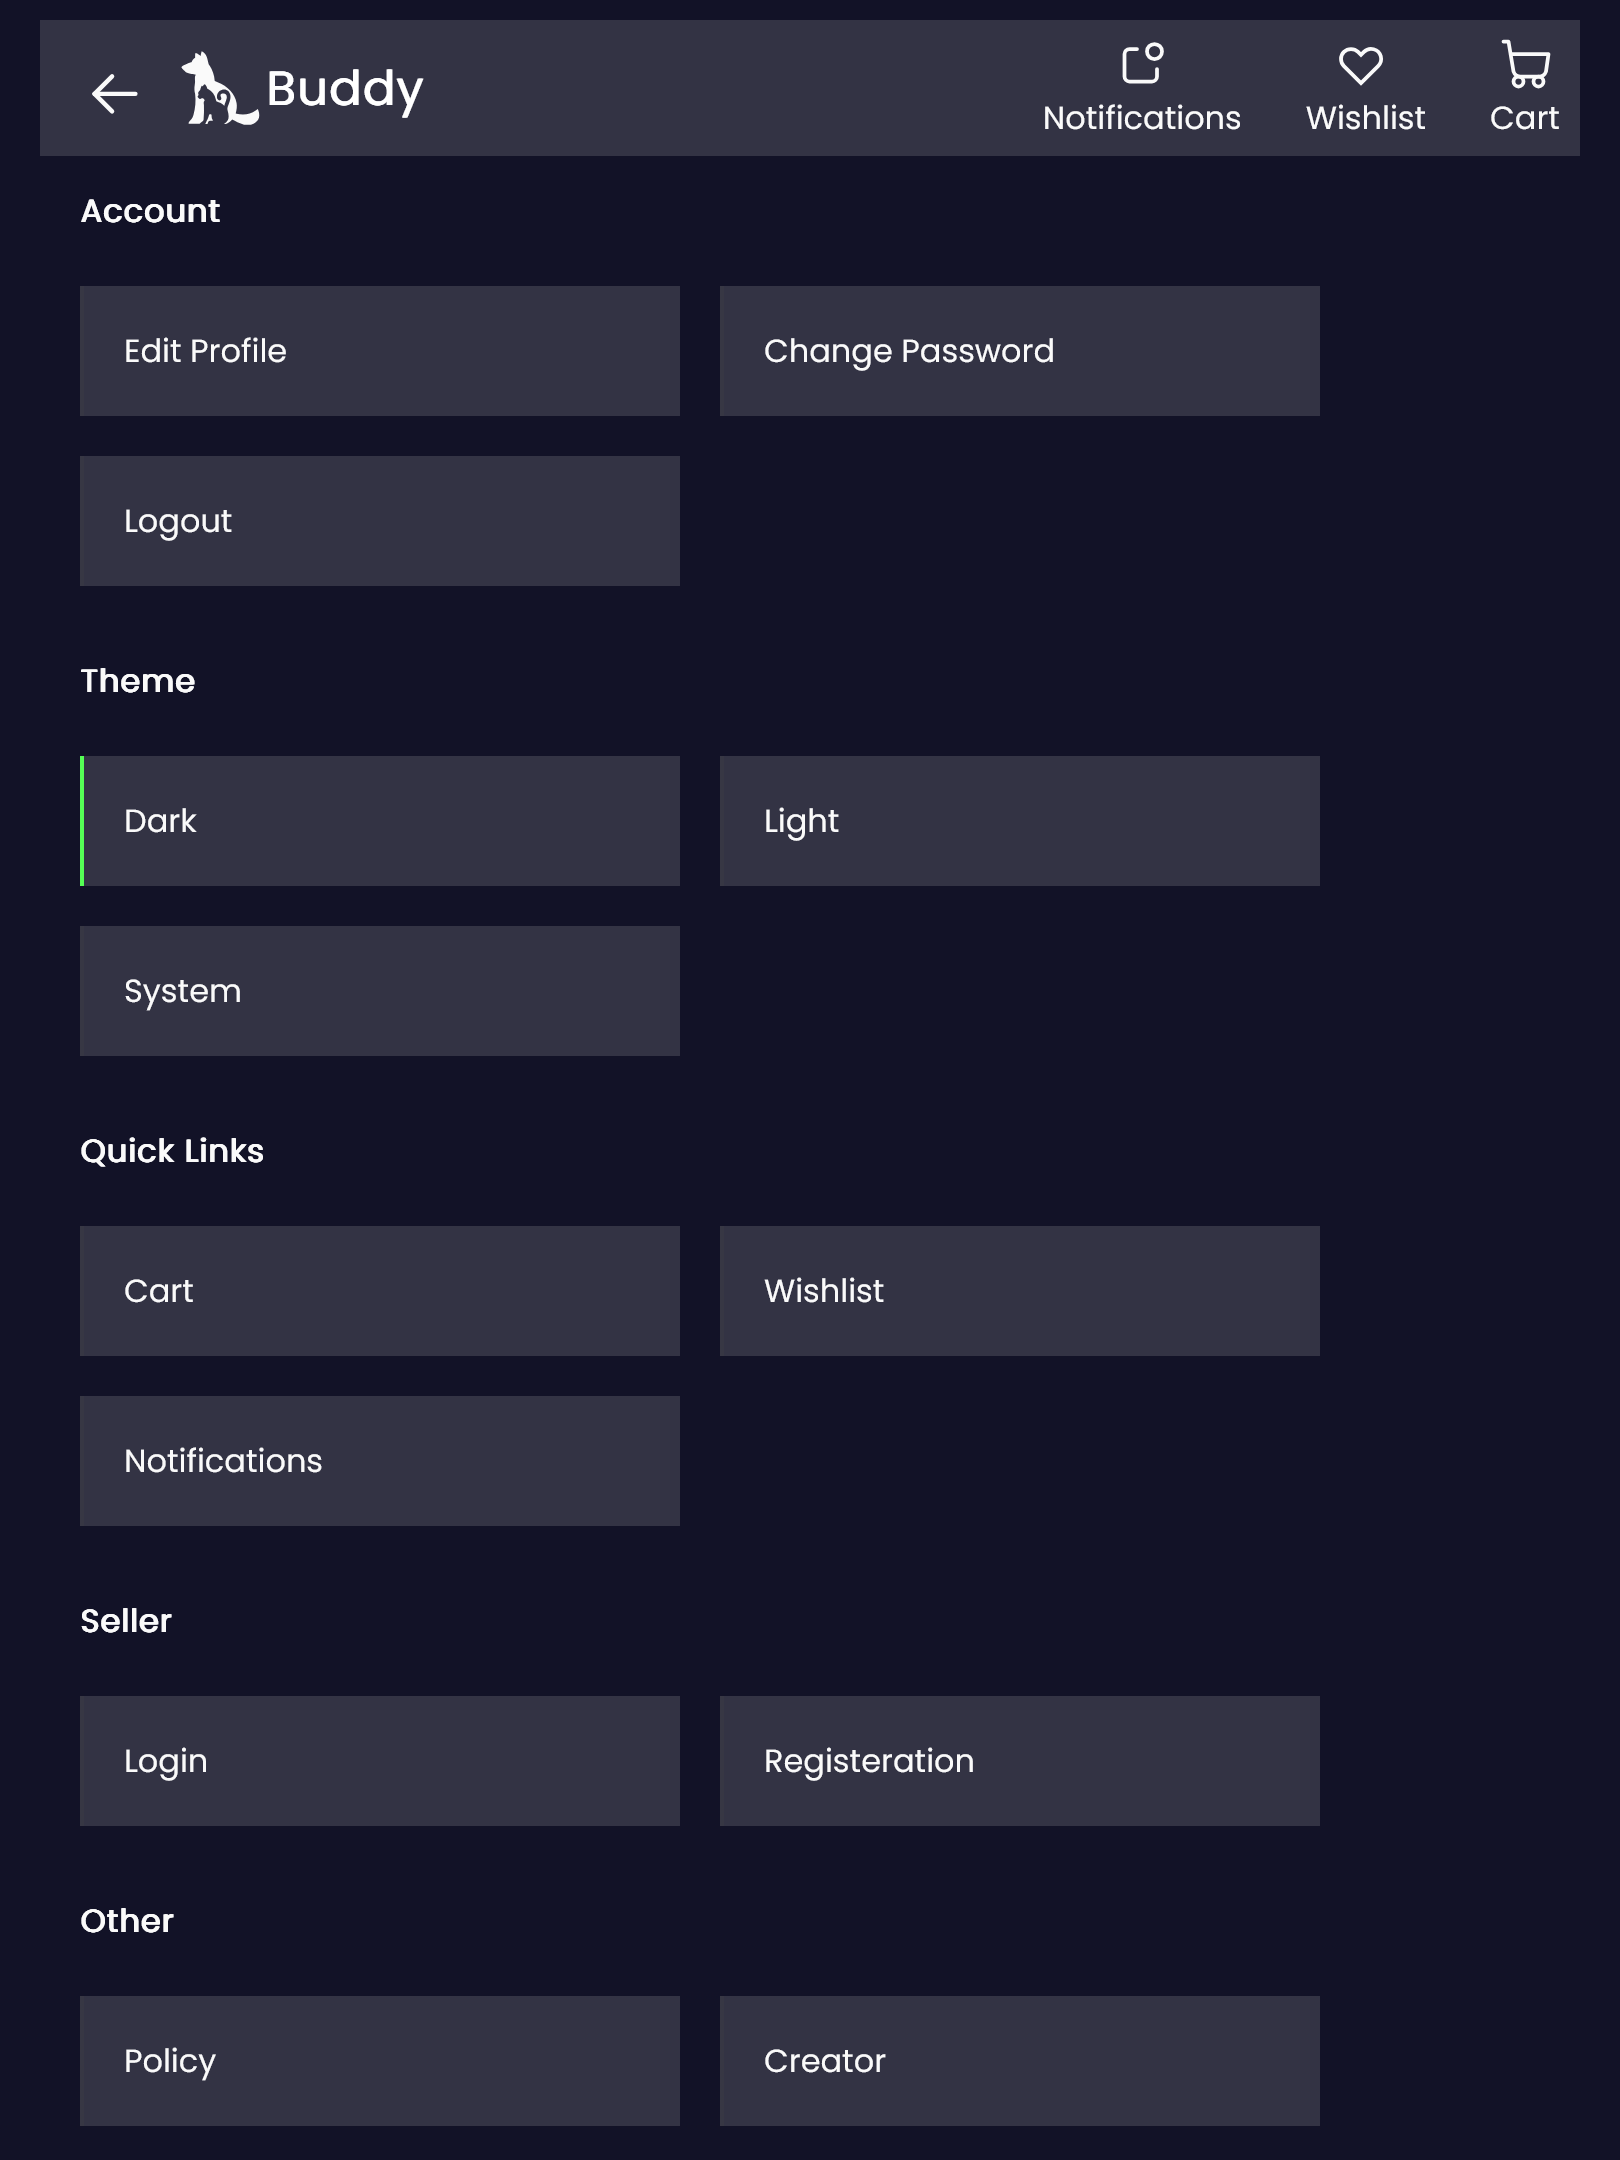 Buddy
Notifications
Wishlist
Cart
Account
Edit Profile
Change Password
Logout
Theme
Dark
Light
System
Quick Links
Cart
Wishlist
Notifications
Seller
Login
Registeration
Other
Policy
Creator